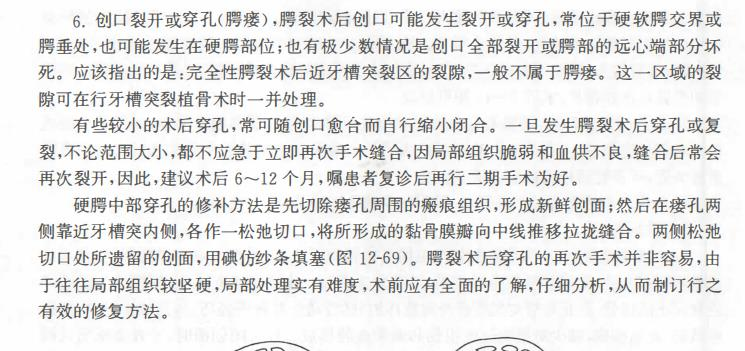 6. 创口裂开或穿孔(腭瘘),腭裂术后创口可能发生裂开或穿孔,常位于硬软腭交界或
腭垂处,也可能发生在硬腭部位;也有极少数情况是创口全部裂开或腭部的远心端部分坏
死。应该指出的是:完全性腭裂术后近牙槽突裂区的裂隙,一般不属于腭瘘。这一区域的裂
隙可在行牙槽突裂植骨术时一并处理。
有些较小的术后穿孔,常可随创口愈合而自行缩小闭合。一旦发生腭裂术后穿孔或复
裂,不论范围大小,都不应急于立即再次手术缝合,因局部组织脆弱和血供不良,缝合后常会
再次裂开,因此,建议术后 6～12 个月,嘱患者复诊后再行二期手术为好。
硬腭中部穿孔的修补方法是先切除瘘孔周围的瘢痕组织,形成新鲜创面;然后在瘘孔两
侧靠近牙槽突内侧,各作一松弛切口,将所形成的黏骨膜瓣向中线推移拉拢缝合。两侧松弛
切口处所遗留的创面,用碘仿纱条填塞(图 12-69)。腭裂术后穿孔的再次手术并非容易,由
于往往局部组织较坚硬,局部处理实有难度,术前应有全面的了解,仔细分析,从而制订行之
有效的修复方法。